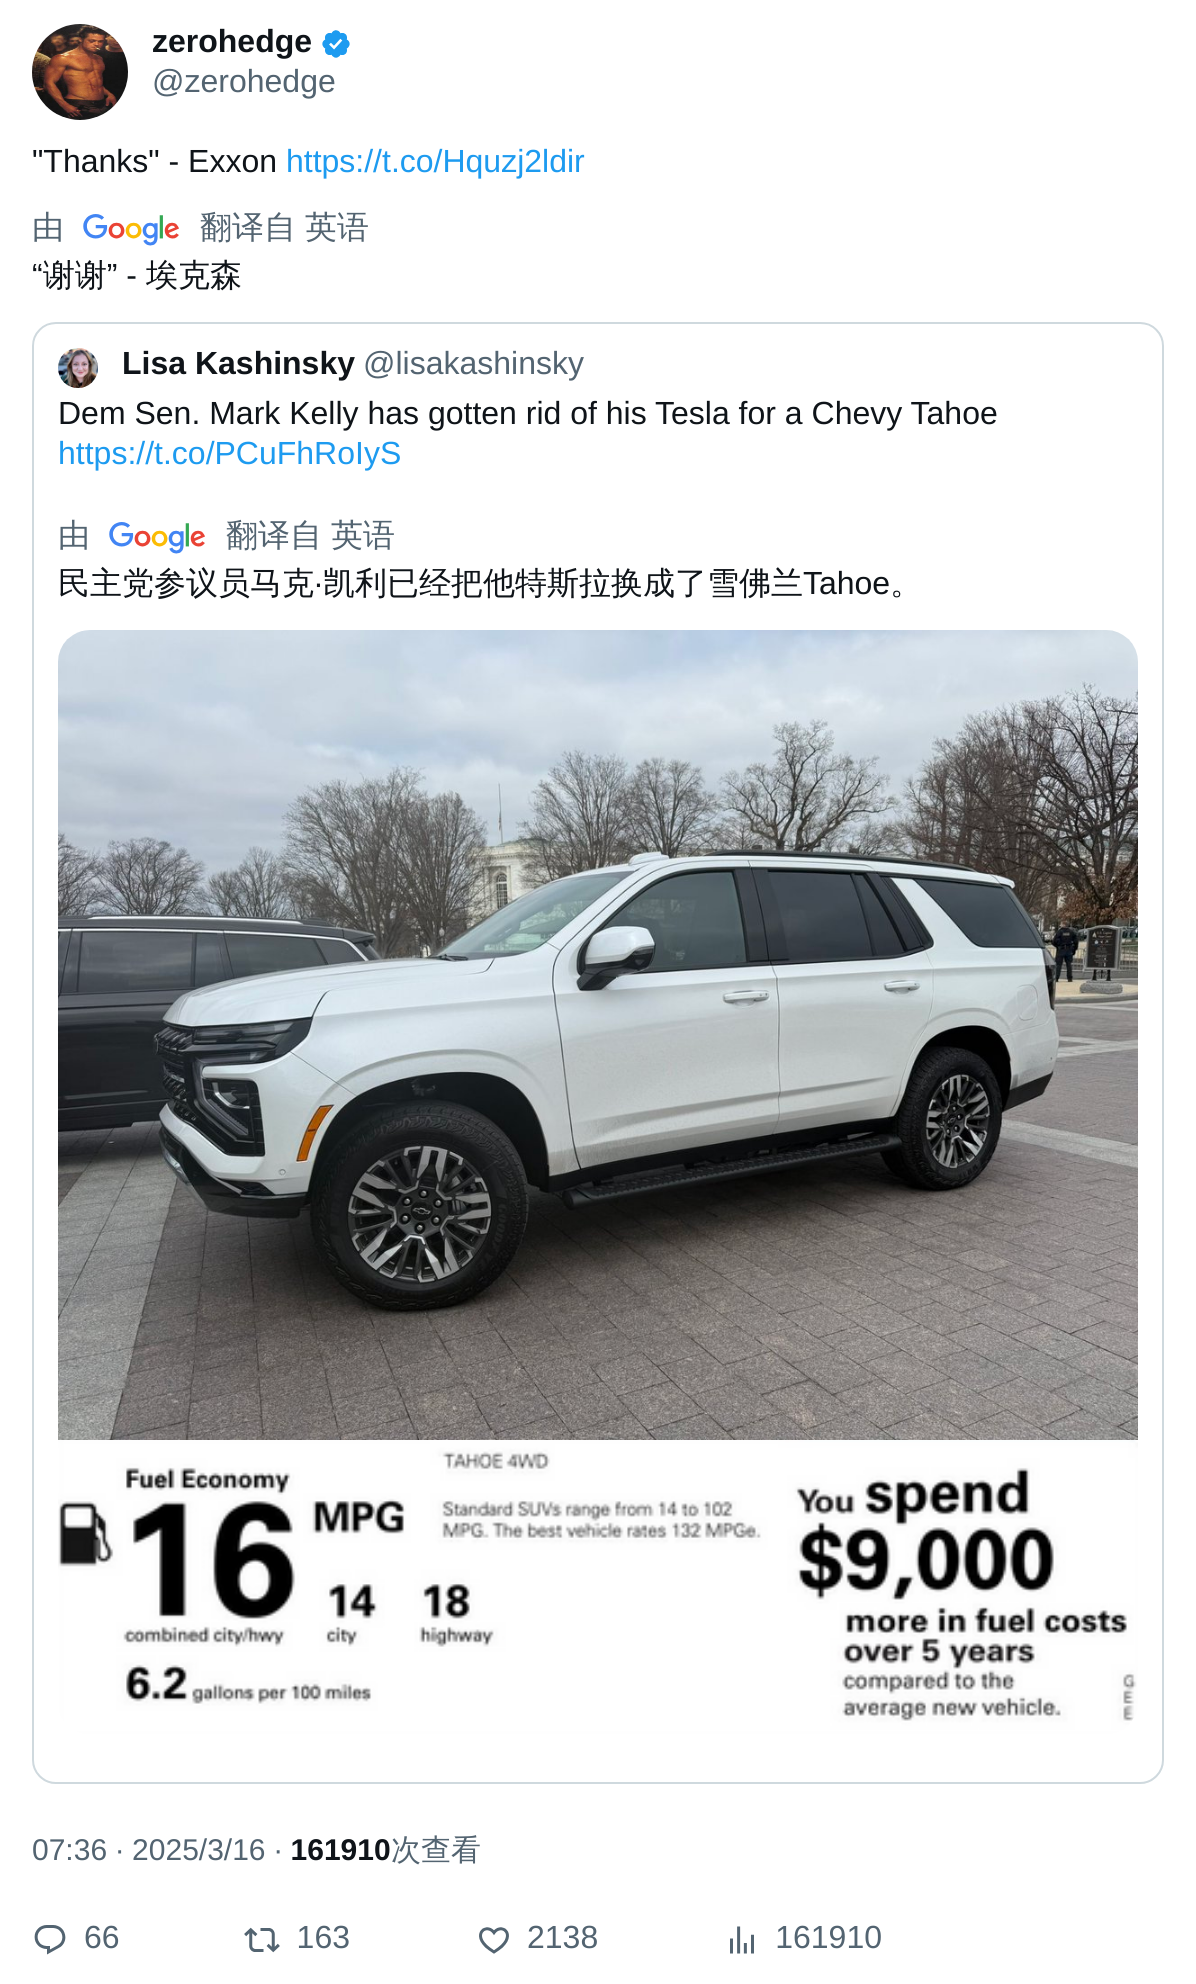 zerohedge
@zerohedge
"Thanks" - Exxon https://t.co/Hquzj2ldir
由 Google 翻译自 英语
“谢谢” - 埃克森
Lisa Kashinsky @lisakashinsky
Dem Sen. Mark Kelly has gotten rid of his Tesla for a Chevy Tahoe
https://t.co/PCuFhRoIyS
由 Google 翻译自 英语
民主党参议员马克·凯利已经把他特斯拉换成了雪佛兰Tahoe。
Fuel Economy
16 MPG
combined city/hwy
14
city
18
highway
6.2 gallons per 100 miles
TAHOE 4WD
Standard SUVs range from 14 to 102
MPG. The best vehicle rates 132 MPGe.
You spend
$9,000
more in fuel costs
over 5 years
compared to the
average new vehicle.
G
E
E
07:36 · 2025/3/16 · 161910次查看
66 163 2138 161910